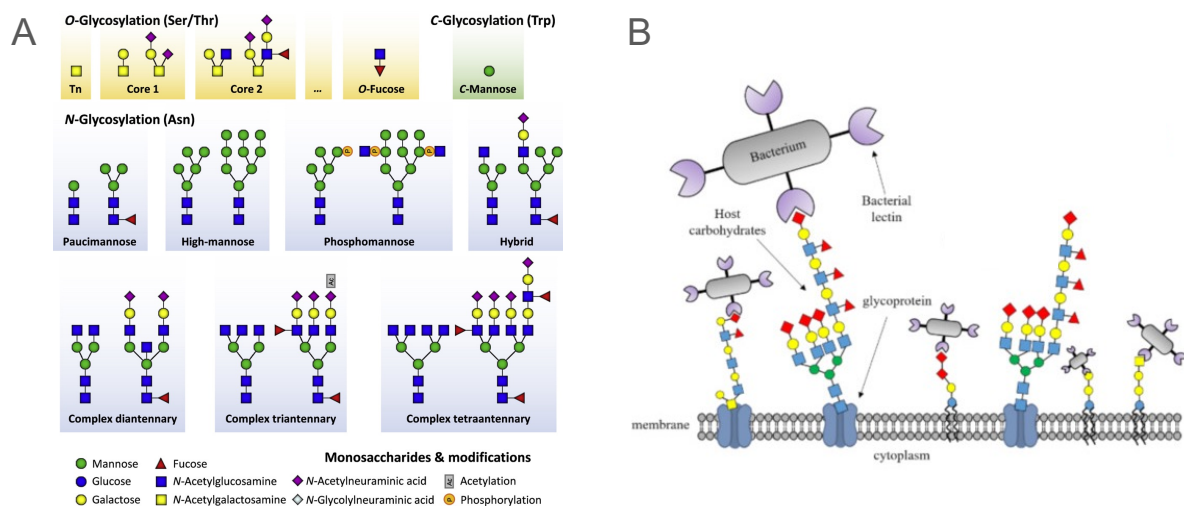 A
O-Glycosylation (Ser/Thr)
C-Glycosylation (Trp)
Tn
Core 1
Core 2
...
O-Fucose
C-Mannose
N-Glycosylation (Asn)
P
P
P
Paucimannose
High-mannose
Phosphomannose
Hybrid
Ac
Complex diantennary
Complex triantennary
Complex tetraantennary
Monosaccharides & modifications
Mannose
Fucose
N-Acetylneuraminic acid
Ac
Acetylation
Glucose
N-Acetylglucosamine
N-Glycolylneuraminic acid
P
Phosphorylation
Galactose
N-Acetylgalactosamine
B
Bacterium
Bacterial
lectin
Host
carbohydrates
glycoprotein
membrane
cytoplasm